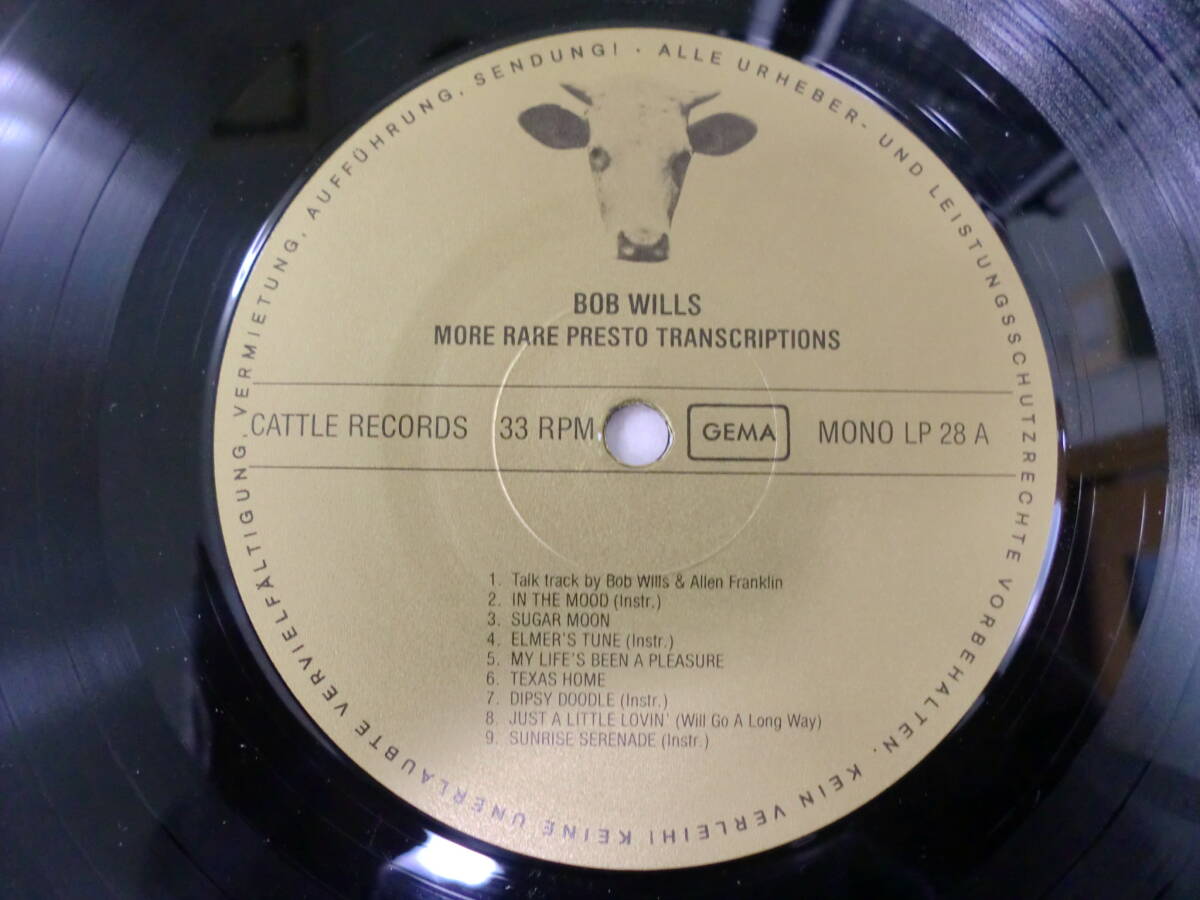 ALLE URHEBER- UND LEISTUNGSSCHUTZRECHTE VORBEHALTEN. KEIN VERLEIH! KEINE UNERLAUBTE VERVIELFÄLTIGUNG, VERMIETUNG, AUFFÜHRUNG, SENDUNG! ·
BOB WILLS
MORE RARE PRESTO TRANSCRIPTIONS
CATTLE RECORDS 33 RPM GEMA MONO LP 28 A
1. Talk track by Bob Wills & Allen Franklin
2. IN THE MOOD (Instr.)
3. SUGAR MOON
4. ELMER'S TUNE (Instr.)
5. MY LIFE'S BEEN A PLEASURE
6. TEXAS HOME
7. DIPSY DOODLE (Instr.)
8. JUST A LITTLE LOVIN' (Will Go A Long Way)
9. SUNRISE SERENADE (Instr.)